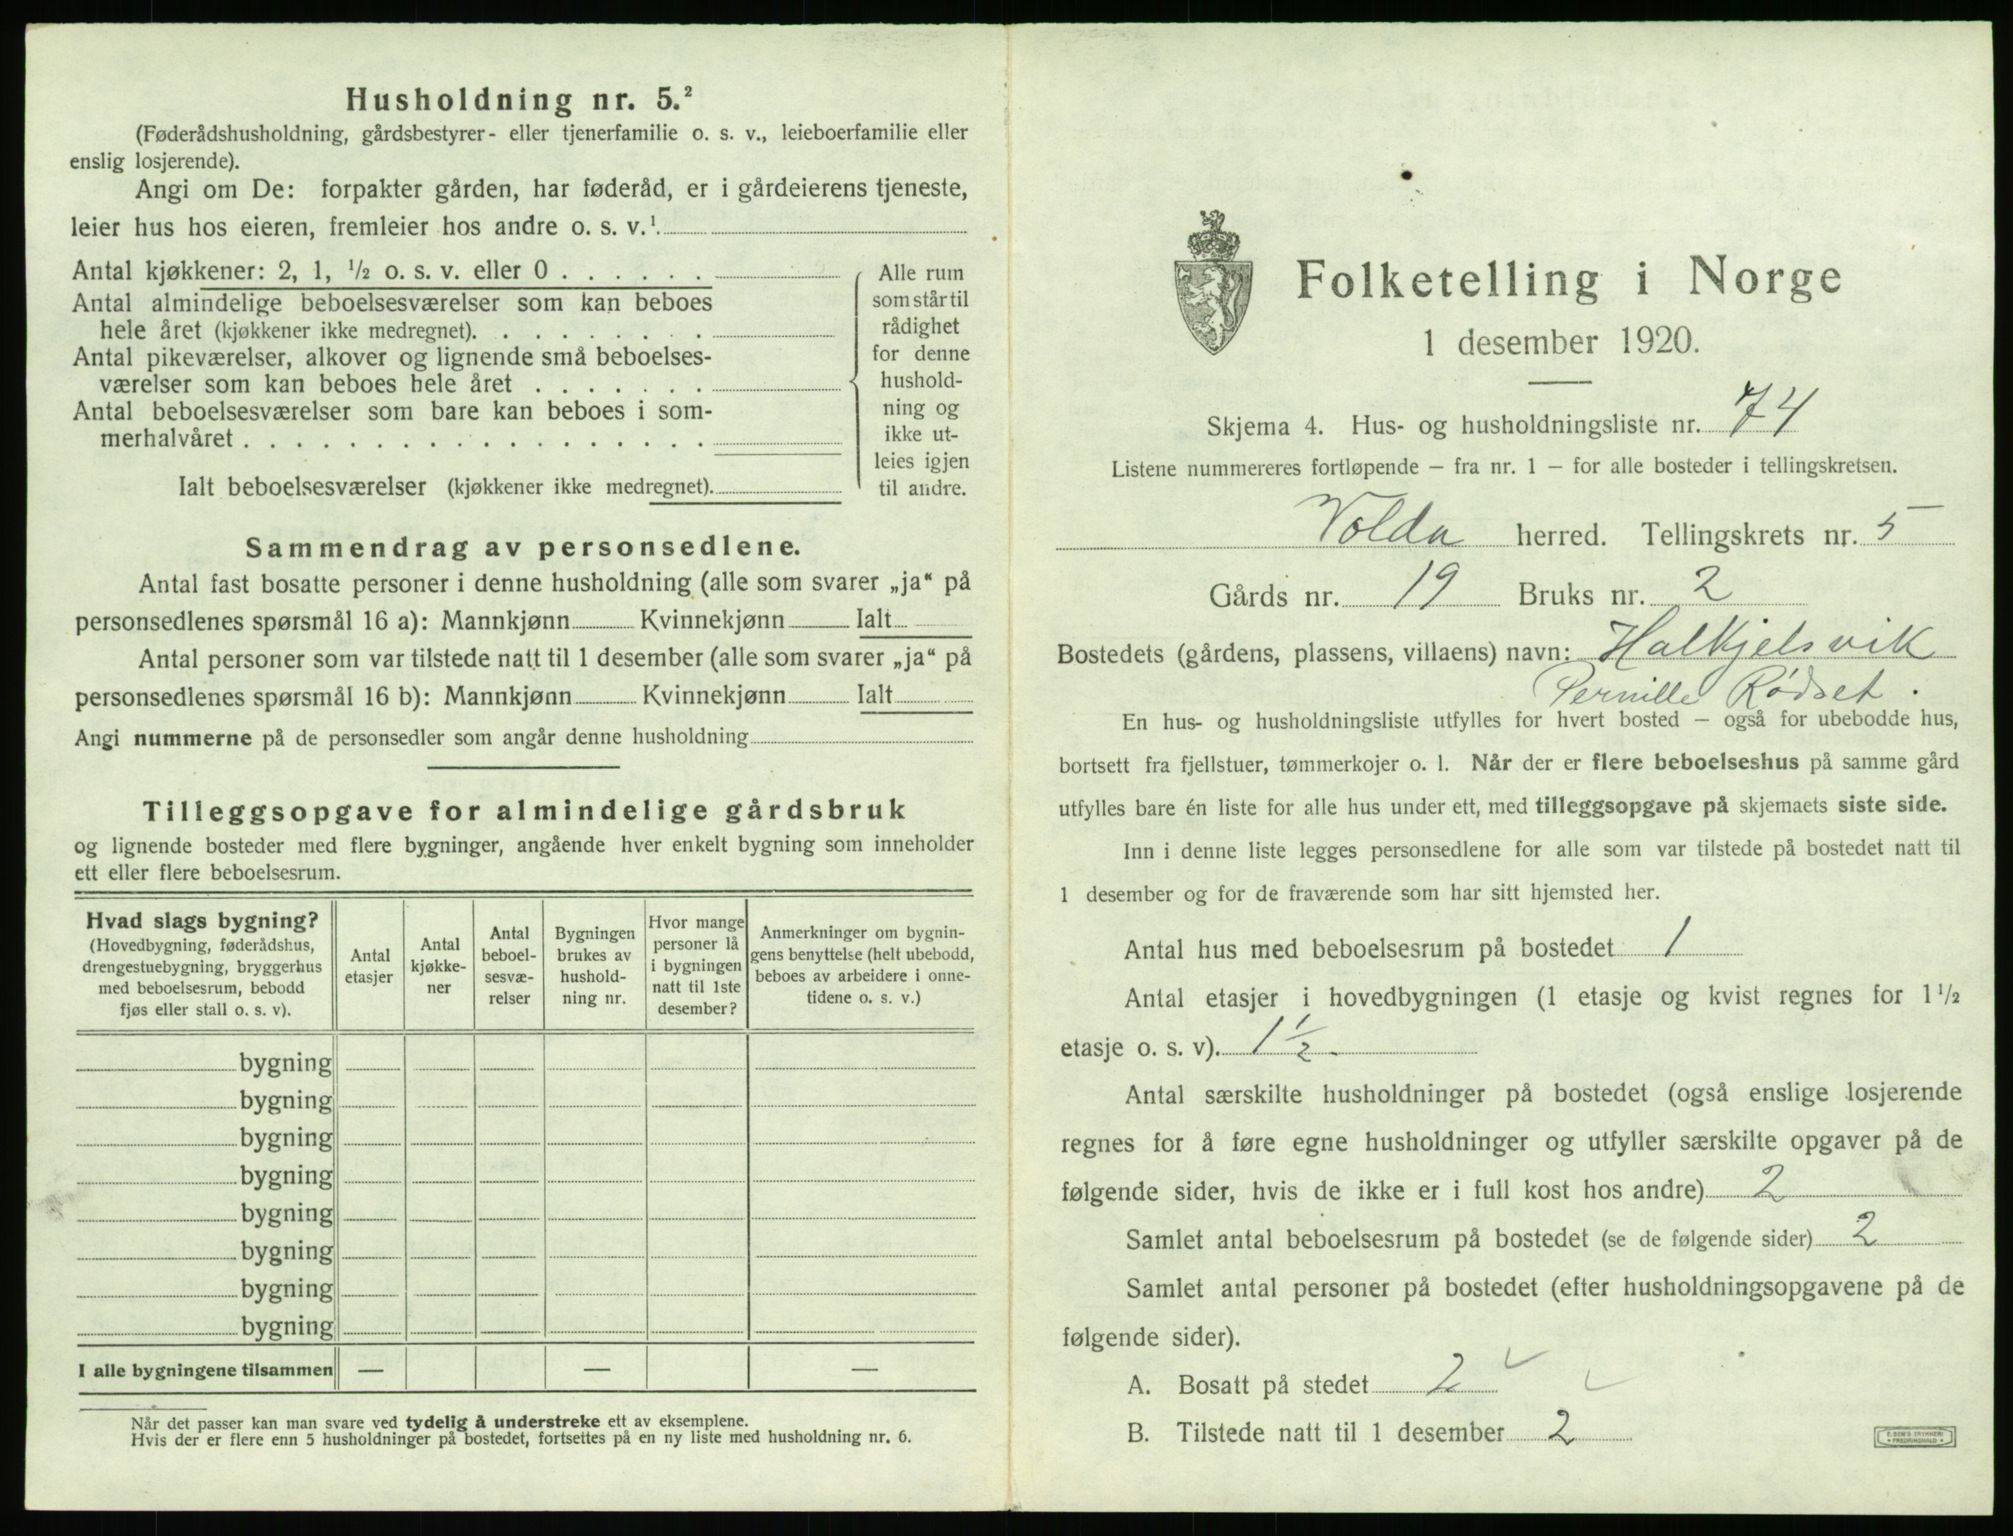 Husholdning nr. 5.²
(Føderådshusholdning, gårdsbestyrer- eller tjenerfamilie o. s. v., leieboerfamilie eller
enslig losjerende).
Angi om De: forpakter gården, har føderåd, er i gårdeierens tjeneste,
leier hus hos eieren, fremleier hos andre o. s. v.¹.
Antal kjøkkener: 2, 1, ½ o. s. v. eller 0 . . . . . .
Antal almindelige beboelsesværelser som kan beboes
hele året (kjøkkener ikke medregnet). . . . . . . .
Antal pikeværelser, alkover og lignende små beboelses-
værelser som kan beboes hele året . . . . . . .
Antal beboelsesværelser som bare kan beboes i som-
merhalvåret . . . . . . . . . . . . . . . . . .
Ialt beboelsesværelser (kjøkkener ikke medregnet).
Alle rum
som står til
rådighet
for denne
hushold-
ning og
ikke ut-
leies igjen
til andre.
Sammendrag av personsedlene.
Antal fast bosatte personer i denne husholdning (alle som svarer „ja“ på
personsedlenes spørsmål 16 a): Mannkjønn Kvinnekjønn Ialt
Antal personer som var tilstede natt til 1 desember (alle som svarer „ja“ på
personsedlenes spørsmål 16 b): Mannkjønn Kvinnekjønn Ialt
Angi nummerne på de personsedler som angår denne husholdning
Tilleggsopgave for almindelige gårdsbruk
og lignende bosteder med flere bygninger, angående hver enkelt bygning som inneholder
ett eller flere beboelsesrum.
Hvad slags bygning?
(Hovedbygning, føderådshus,
drengestuebygning, bryggerhus
med beboelsesrum, bebodd
fjøs eller stall o. s. v).
Antal
etasjer
Antal
kjøkke-
ner
Antal
beboel-
sesvæ-
relser
Bygningen
brukes av
hushold-
ning nr.
Hvor mange
personer lå
i bygningen
natt til 1ste
desember?
Anmerkninger om bygnin-
gens benyttelse (helt ubebodd,
beboes av arbeidere i onne-
tidene o. s. v.)
bygning
bygning
bygning
bygning
bygning
bygning
bygning
bygning
I alle bygningene tilsammen — — —
Når det passer kan man svare ved tydelig å understreke ett av eksemplene.
Hvis der er flere enn 5 husholdninger på bostedet, fortsettes på en ny liste med husholdning nr. 6.
Folketelling i Norge
1 desember 1920.
Skjema 4. Hus- og husholdningsliste nr. 74
Listene nummereres fortløpende – fra nr. 1 – for alle bosteder i tellingskretsen.
Volda herred. Tellingskrets nr. 5
Gårds nr. 19 Bruks nr. 2
Bostedets (gårdens, plassens, villaens) navn: Halkjelsvik
Pernille Rødset.
En hus- og husholdningsliste utfylles for hvert bosted – også for ubebodde hus,
bortsett fra fjellstuer, tømmerkojer o. l. Når der er flere beboelseshus på samme gård
utfylles bare én liste for alle hus under ett, med tilleggsopgave på skjemaets siste side.
Inn i denne liste legges personsedlene for alle som var tilstede på bostedet natt til
1 desember og for de fraværende som har sitt hjemsted her.
Antal hus med beboelsesrum på bostedet 1
Antal etasjer i hovedbygningen (1 etasje og kvist regnes for 1½
etasje o. s. v). 1½.
Antal særskilte husholdninger på bostedet (også enslige losjerende
regnes for å føre egne husholdninger og utfyller særskilte opgaver på de
følgende sider, hvis de ikke er i full kost hos andre) 2
Samlet antal beboelsesrum på bostedet (se de følgende sider) 2
Samlet antal personer på bostedet (efter husholdningsopgavene på de
følgende sider).
A. Bosatt på stedet 2 ✓ ✓
B. Tilstede natt til 1 desember 2